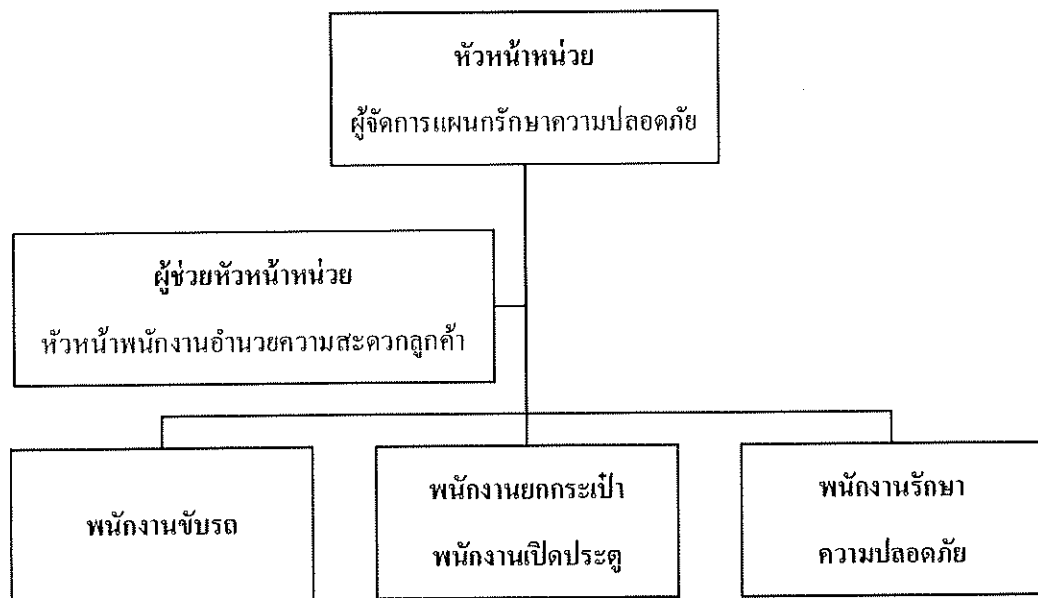 หัวหน้าหน่วย
ผู้จัดการแผนกรักษาความปลอดภัย
ผู้ช่วยหัวหน้าหน่วย
หัวหน้าพนักงานอำนวยความสะดวกลูกค้า
พนักงานขับรถ
พนักงานยกกระเป๋า
พนักงานเปิดประตู
พนักงานรักษา
ความปลอดภัย